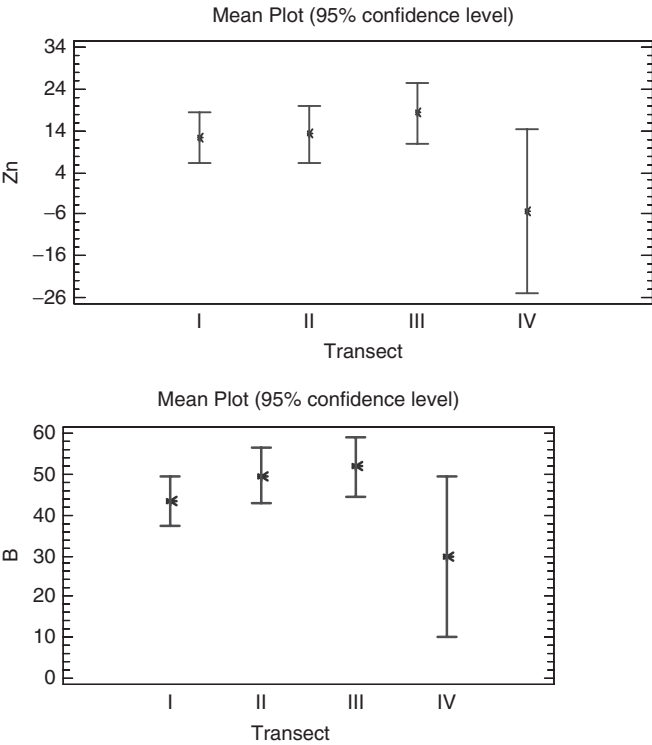 Mean Plot (95% confidence level)
34
24
14
4
−6
−16
−26
Zn
I II III IV
Transect
Mean Plot (95% confidence level)
60
50
40
30
20
10
0
B
I II III IV
Transect